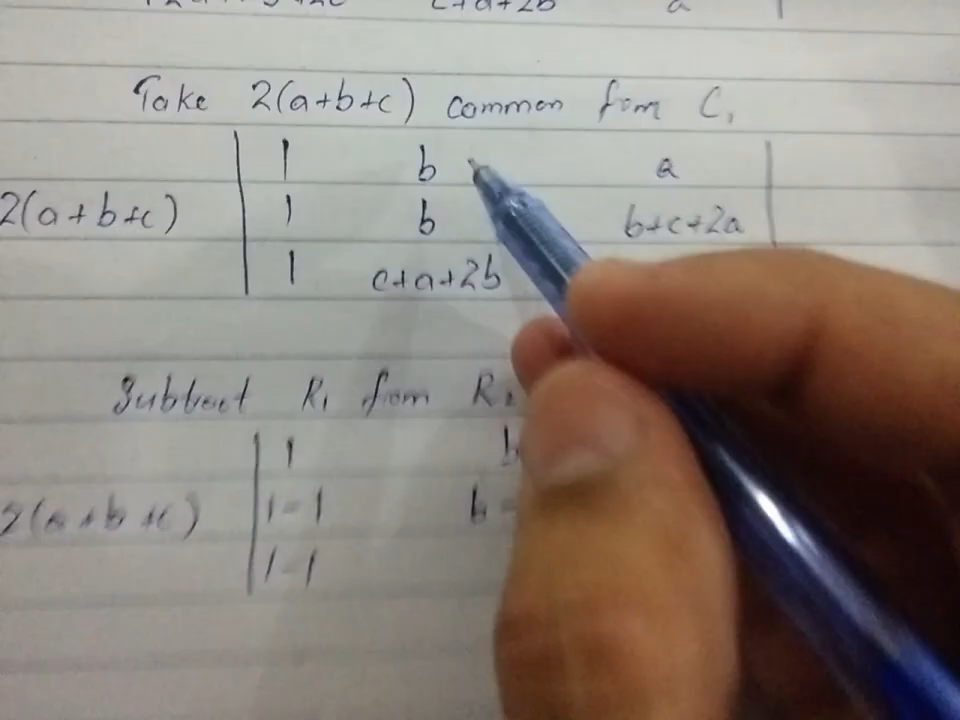 c+a+2b a
Take 2(a+b+c) common from C₁
| 1 b a |
2(a+b+c) | 1 b b+c+2a |
| 1 c+a+2b
Subtract R₁ from R₂
| 1 b
2(a+b+c) | 1-1 b-
| 1-1